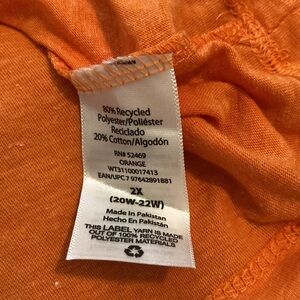 80% Recycled
Polyester/Poliéster
Reciclado
20% Cotton/Algodón
RN# 52469
ORANGE
WT31100017413
EAN/UPC 7 97642891881
2X
(20W-22W)
Made in Pakistan
Hecho En Pakistán
THIS LABEL YARN IS MADE
OUT OF 100% RECYCLED
POLYESTER MATERIALS